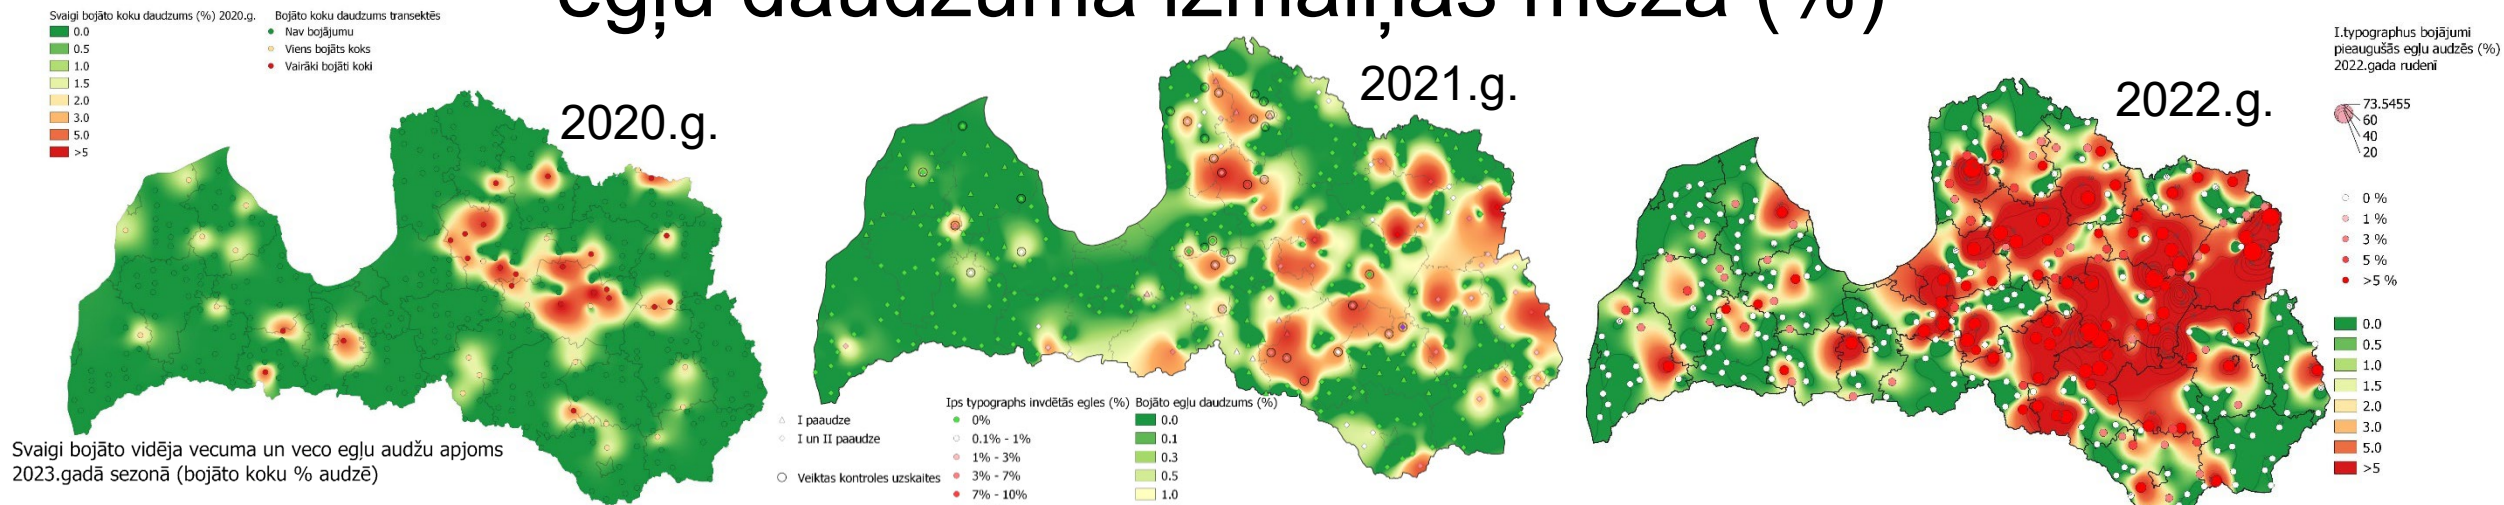 egļu daudzuma izmaiņas mežā (%)
Svaigi bojāto koku daudzums (%) 2020.g.
0.0
0.5
1.0
1.5
2.0
3.0
5.0
>5
Bojāto koku daudzums transektēs
Nav bojājumu
Viens bojāts koks
Vairāki bojāti koki
2020.g.
Svaigi bojāto vidēja vecuma un veco egļu audžu apjoms
2023.gadā sezonā (bojāto koku % audzē)
2021.g.
I paaudze
I un II paaudze
Veiktas kontroles uzskaites
Ips typographs invdētās egles (%)
0%
0.1% - 1%
1% - 3%
3% - 7%
7% - 10%
Bojāto egļu daudzums (%)
0.0
0.1
0.3
0.5
1.0
2022.g.
I.typographus bojājumi
pieaugušās egļu audzēs (%)
2022.gada rudenī
73.5455
60
40
20
0 %
1 %
3 %
5 %
>5 %
0.0
0.5
1.0
1.5
2.0
3.0
5.0
>5